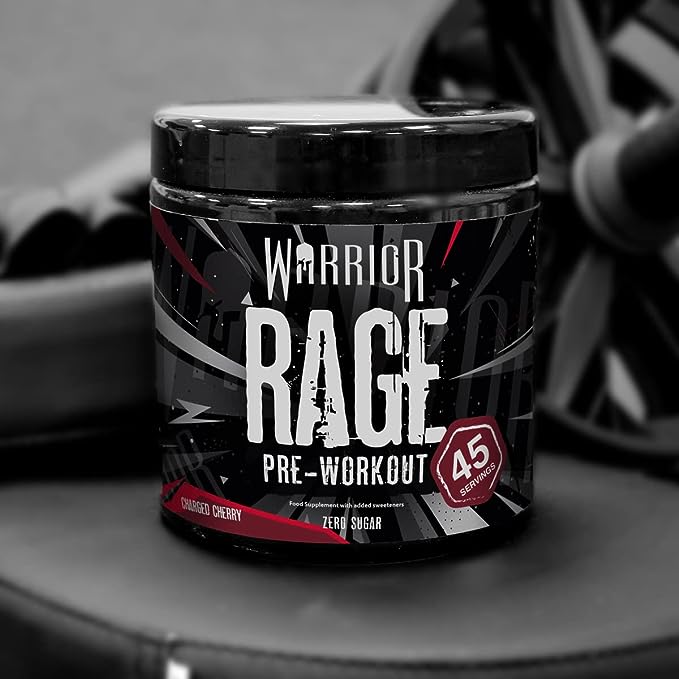 WARRIOR
RAGE
PRE-WORKOUT
45
SERVINGS
Food Supplement with added sweeteners
CHARGED CHERRY
ZERO SUGAR